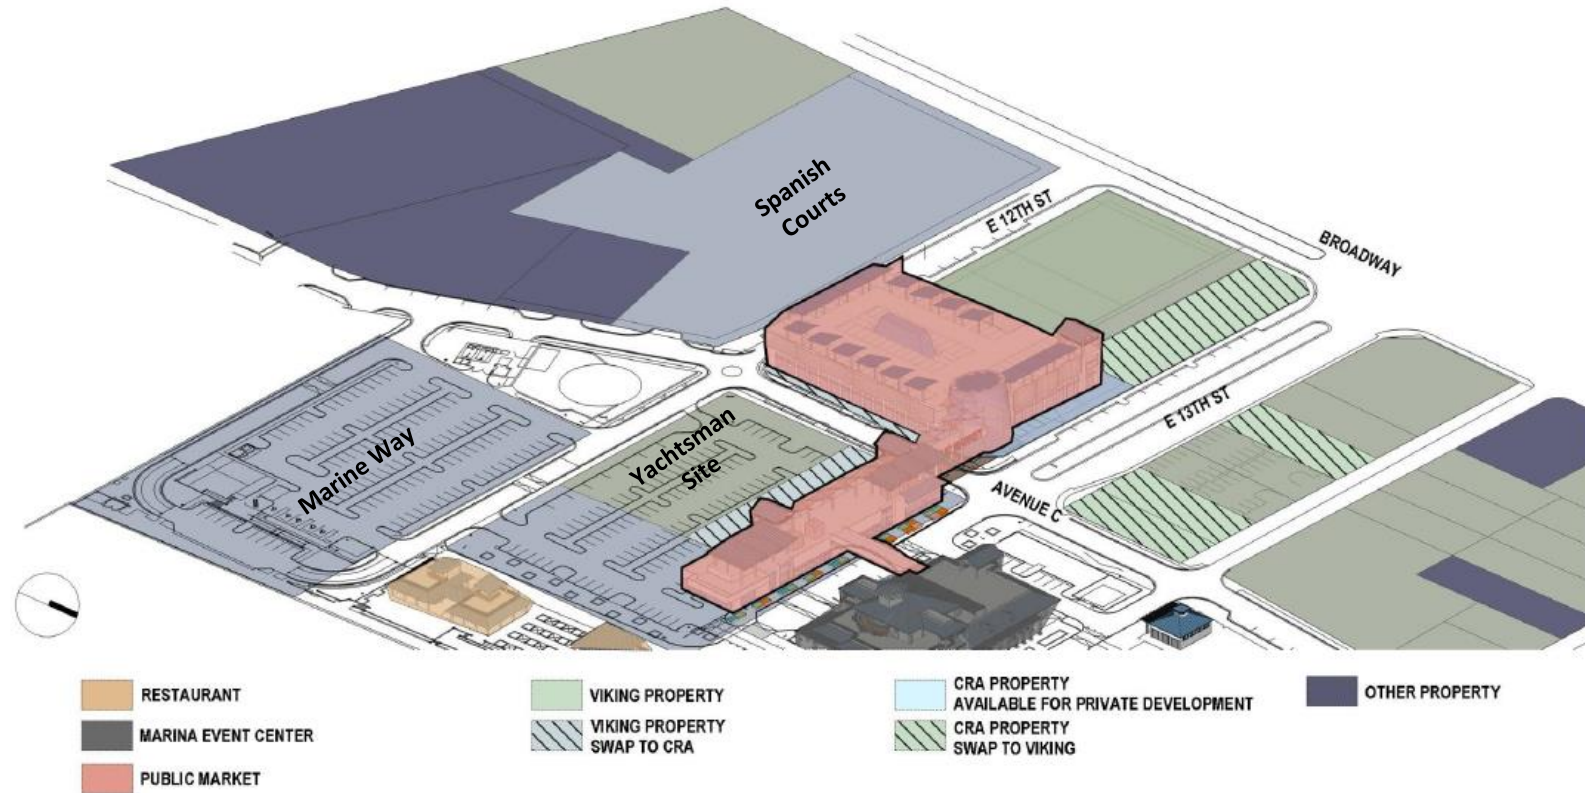 Spanish
Courts
E 12TH ST
BROADWAY
E 13TH ST
Yachtsman
Site
Marine Way
AVENUE C
RESTAURANT
MARINA EVENT CENTER
PUBLIC MARKET
VIKING PROPERTY
VIKING PROPERTY
SWAP TO CRA
CRA PROPERTY
AVAILABLE FOR PRIVATE DEVELOPMENT
CRA PROPERTY
SWAP TO VIKING
OTHER PROPERTY